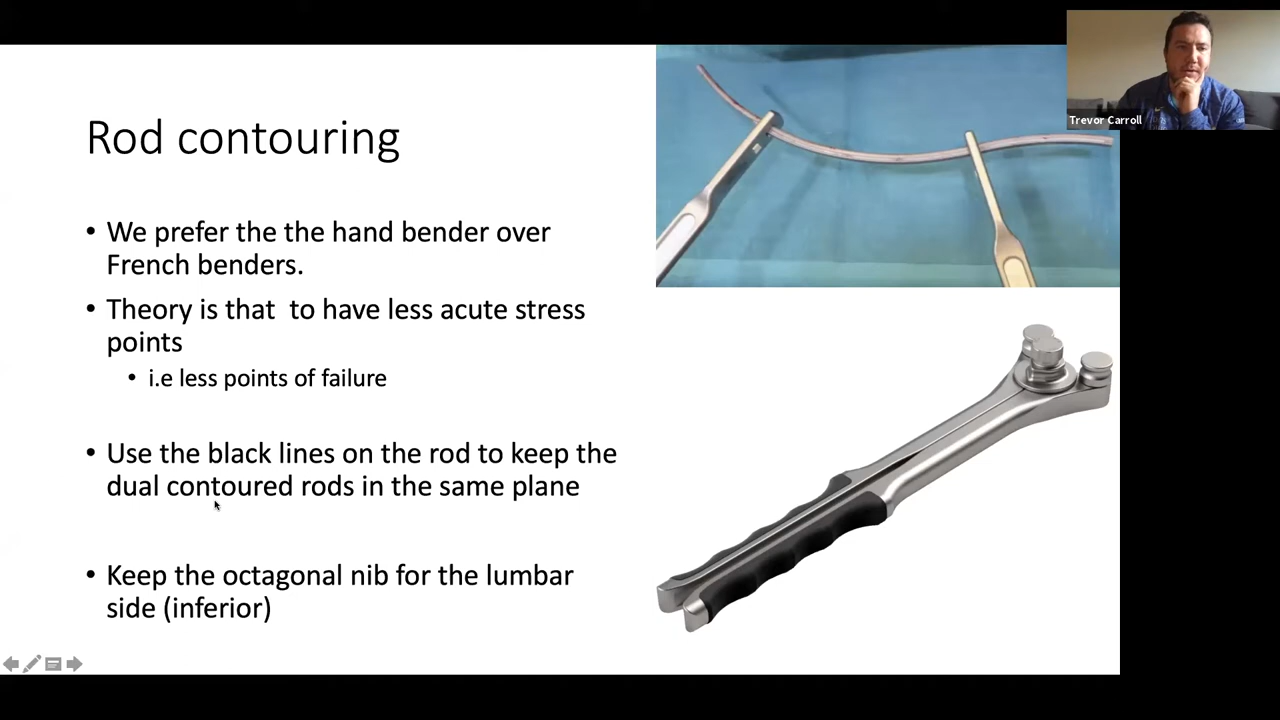 Trevor Carroll
Rod contouring
• We prefer the the hand bender over
French benders.
• Theory is that  to have less acute stress
points
• i.e less points of failure
• Use the black lines on the rod to keep the
dual contoured rods in the same plane
• Keep the octagonal nib for the lumbar
side (inferior)